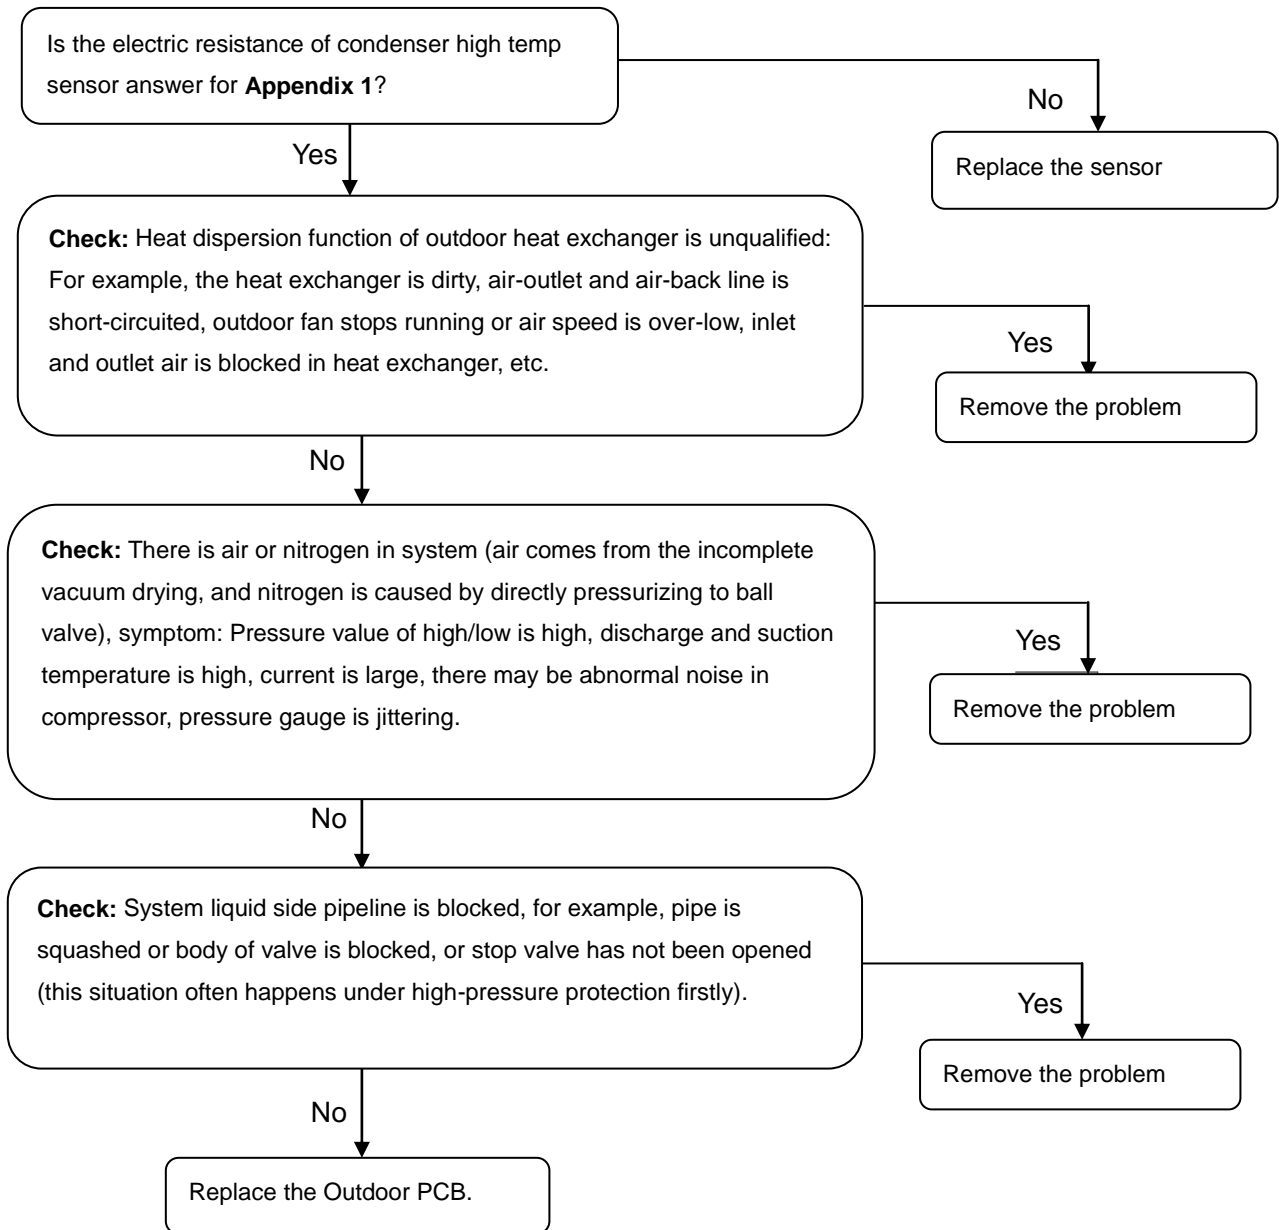 Is the electric resistance of condenser high temp
sensor answer for Appendix 1?
No
Replace the sensor
Yes
Check: Heat dispersion function of outdoor heat exchanger is unqualified:
For example, the heat exchanger is dirty, air-outlet and air-back line is
short-circuited, outdoor fan stops running or air speed is over-low, inlet
and outlet air is blocked in heat exchanger, etc.
Yes
Remove the problem
No
Check: There is air or nitrogen in system (air comes from the incomplete
vacuum drying, and nitrogen is caused by directly pressurizing to ball
valve), symptom: Pressure value of high/low is high, discharge and suction
temperature is high, current is large, there may be abnormal noise in
compressor, pressure gauge is jittering.
Yes
Remove the problem
No
Check: System liquid side pipeline is blocked, for example, pipe is
squashed or body of valve is blocked, or stop valve has not been opened
(this situation often happens under high-pressure protection firstly).
Yes
Remove the problem
No
Replace the Outdoor PCB.